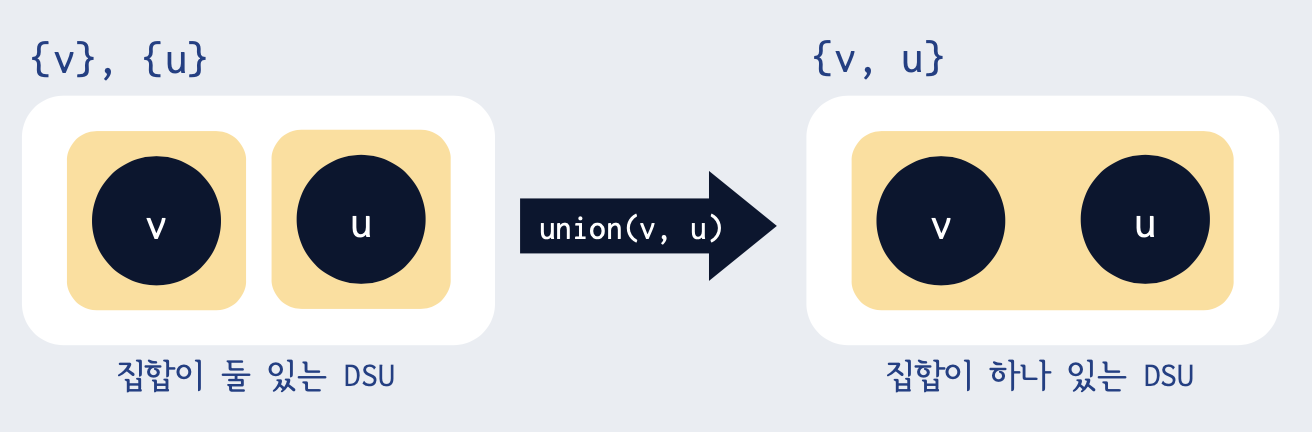 {v}, {u}
{v, u}
v
u
union(v, u)
v
u
집합이 둘 있는 DSU
집합이 하나 있는 DSU